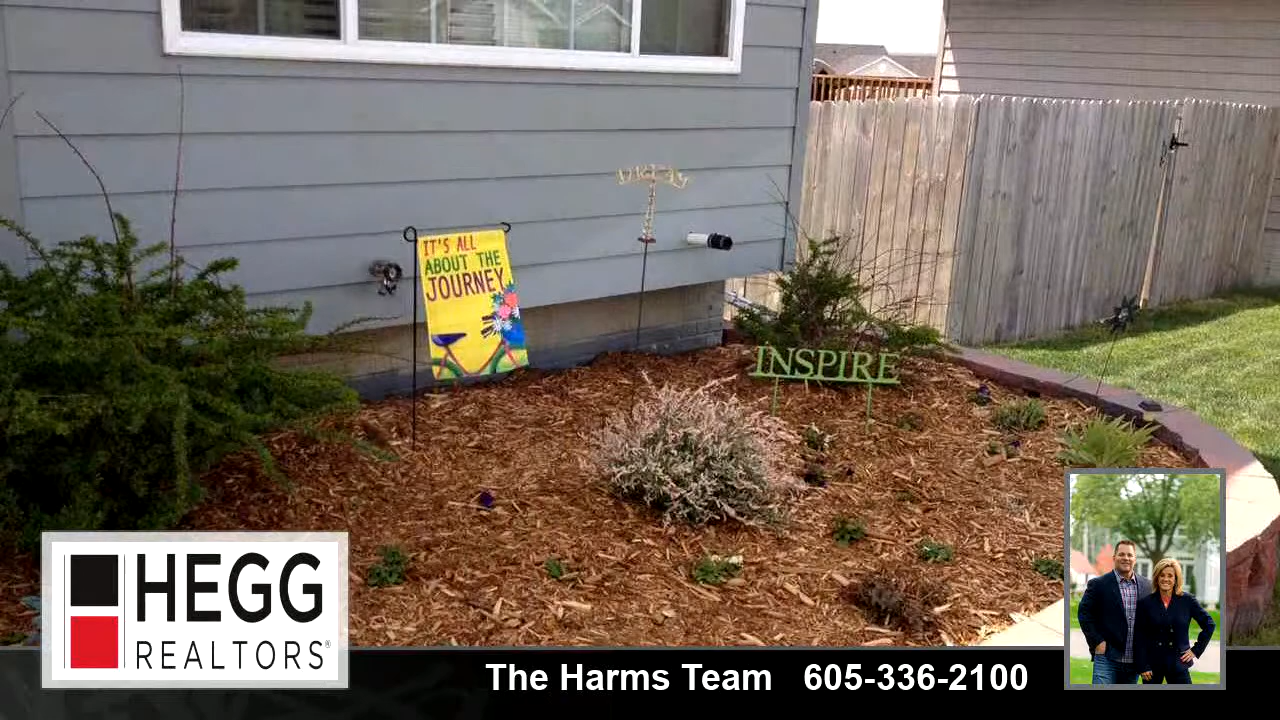 IT'S ALL
ABOUT THE
JOURNEY
INSPIRE
HEGG
REALTORS®
The Harms Team 605-336-2100